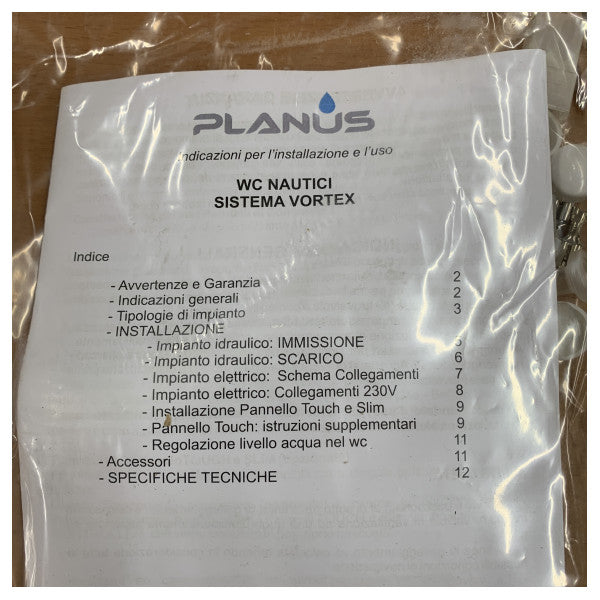 PLANUS
Indicazioni per l'installazione e l'uso
WC NAUTICI
SISTEMA VORTEX
Indice
- Avvertenze e Garanzia 2
- Indicazioni generali 2
- Tipologie di impianto 3
- INSTALLAZIONE
- Impianto idraulico: IMMISSIONE 5
- Impianto idraulico: SCARICO 6
- Impianto elettrico: Schema Collegamenti 7
- Impianto elettrico: Collegamenti 230V 8
- Installazione Pannello Touch e Slim 9
- Pannello Touch: istruzioni supplementari 9
- Regolazione livello acqua nel wc 11
- Accessori 11
- SPECIFICHE TECNICHE 12